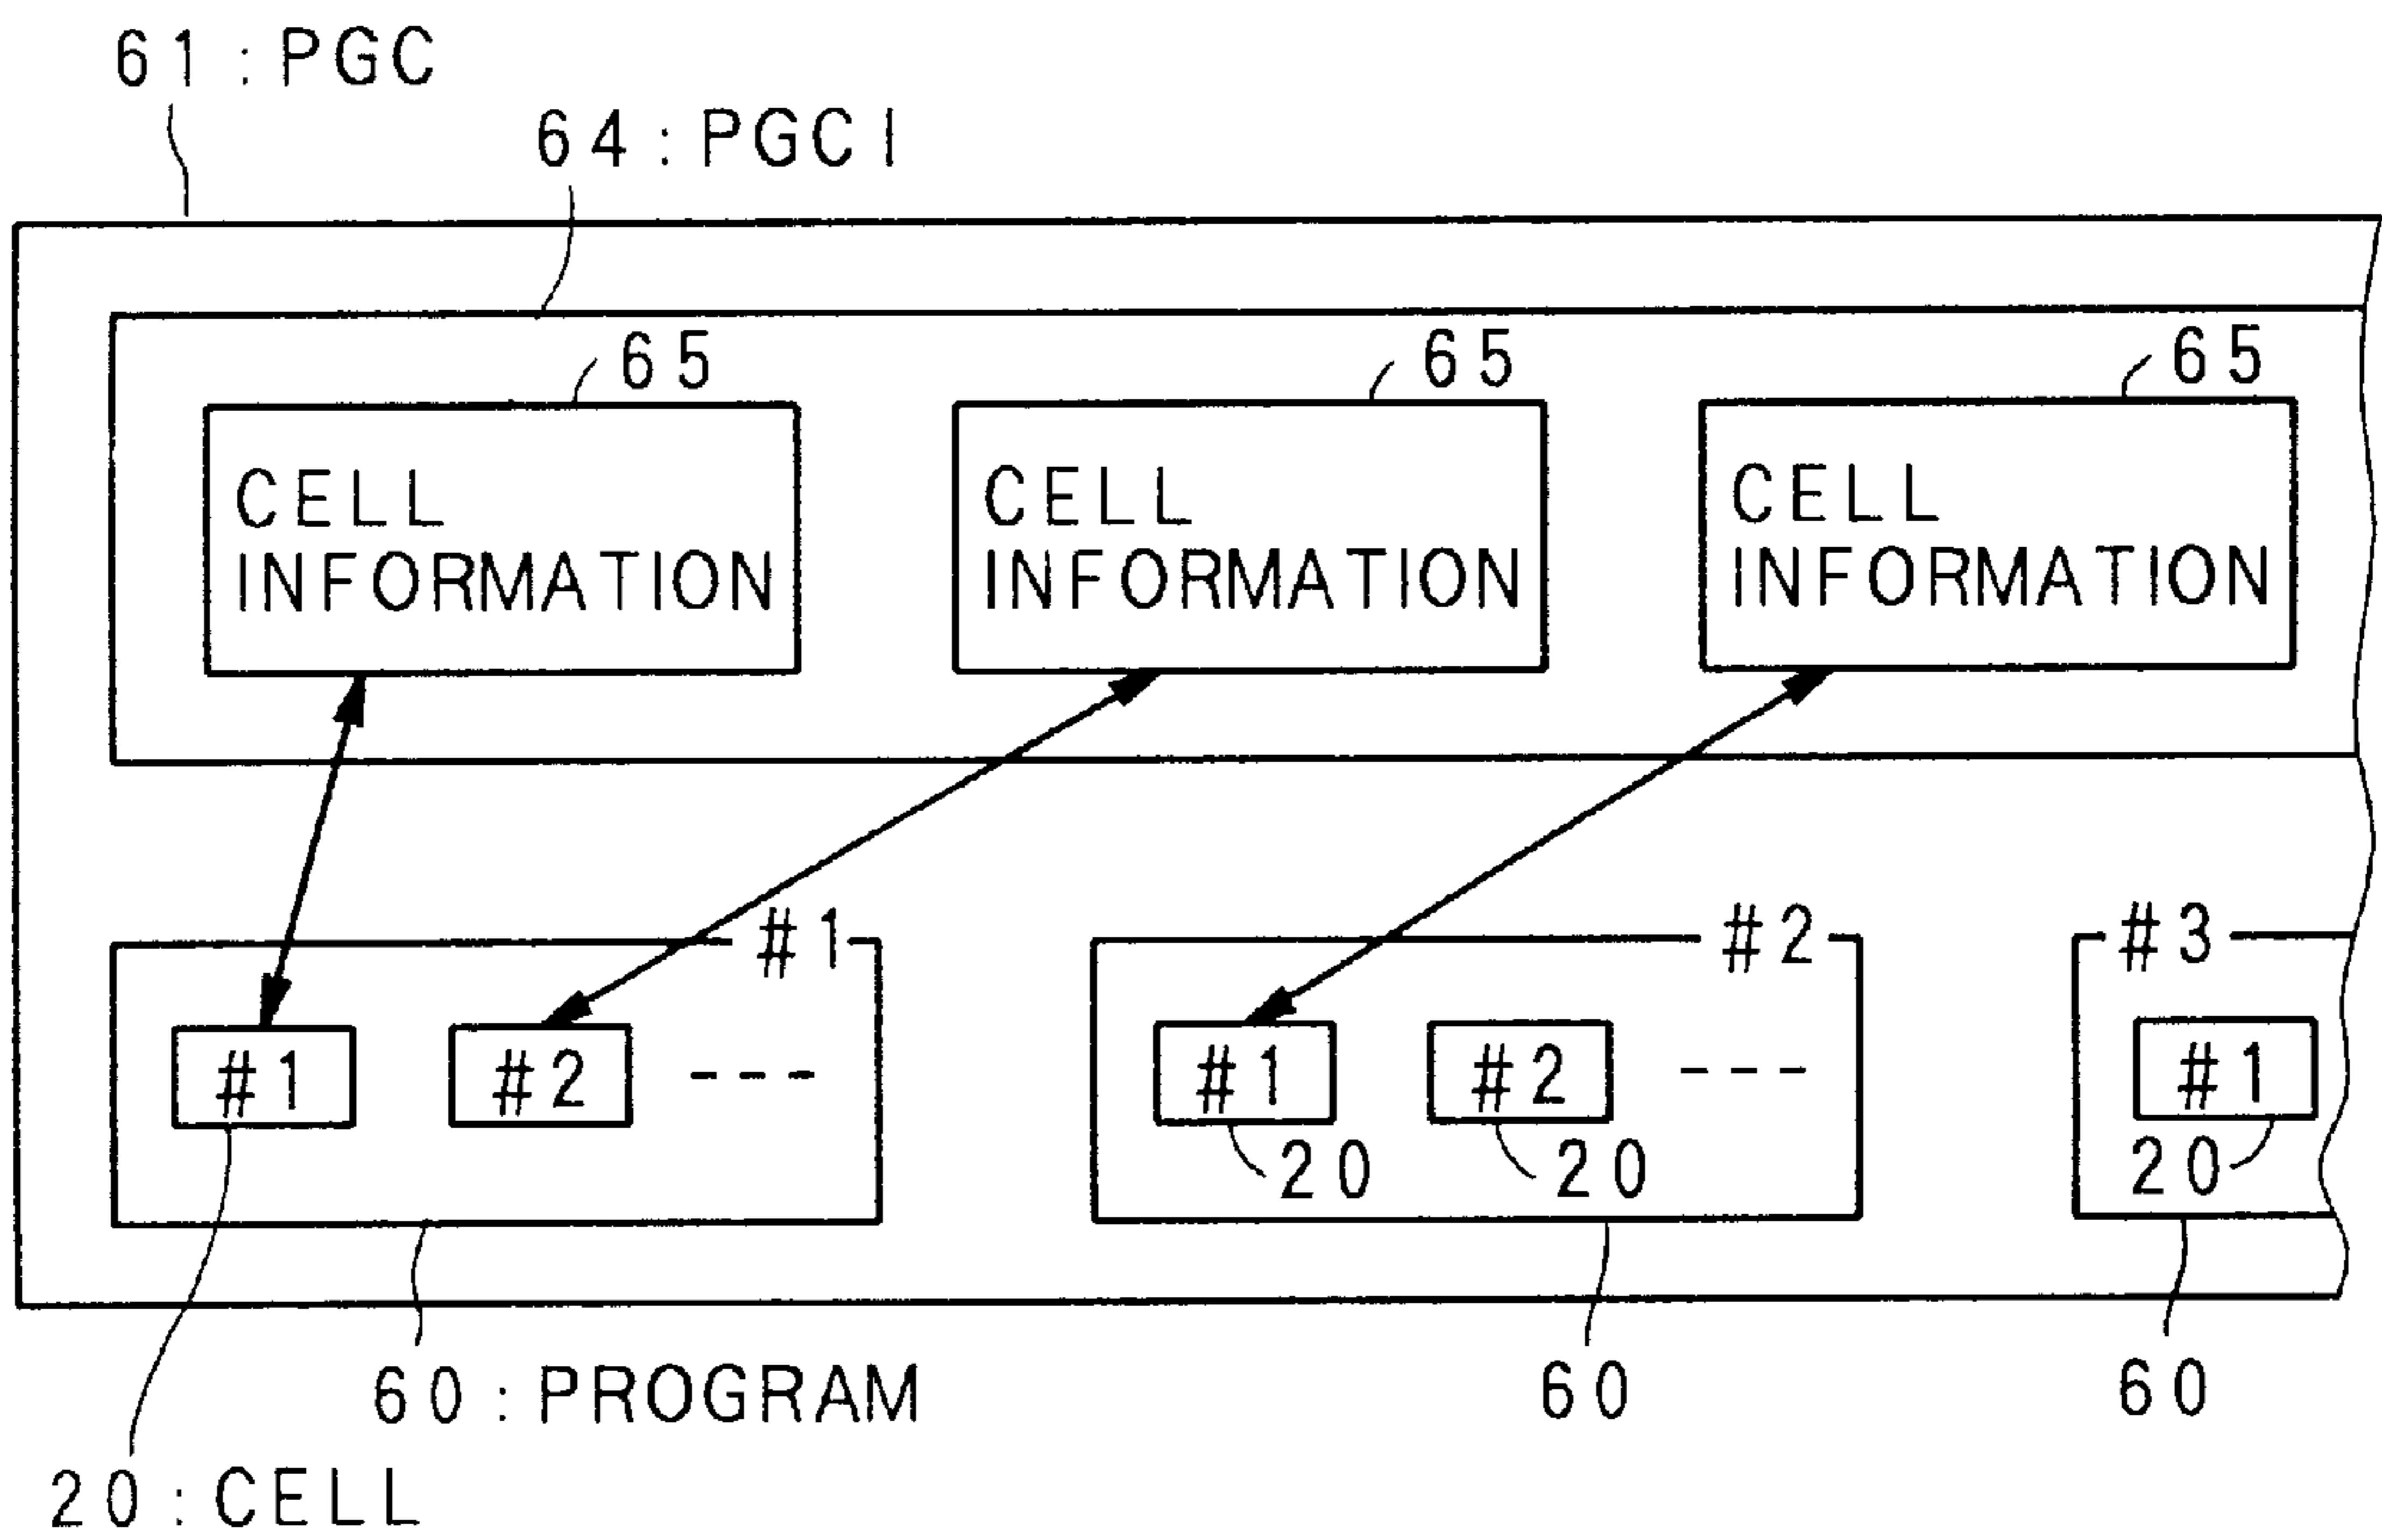 61 : PGC
64 : PGCI
65 65 65
CELL INFORMATION
CELL INFORMATION
CELL INFORMATION
#1 #2 #3
#1 #2 --- #1 #2 --- #1
20 20 20
60 : PROGRAM 60 60
20 : CELL